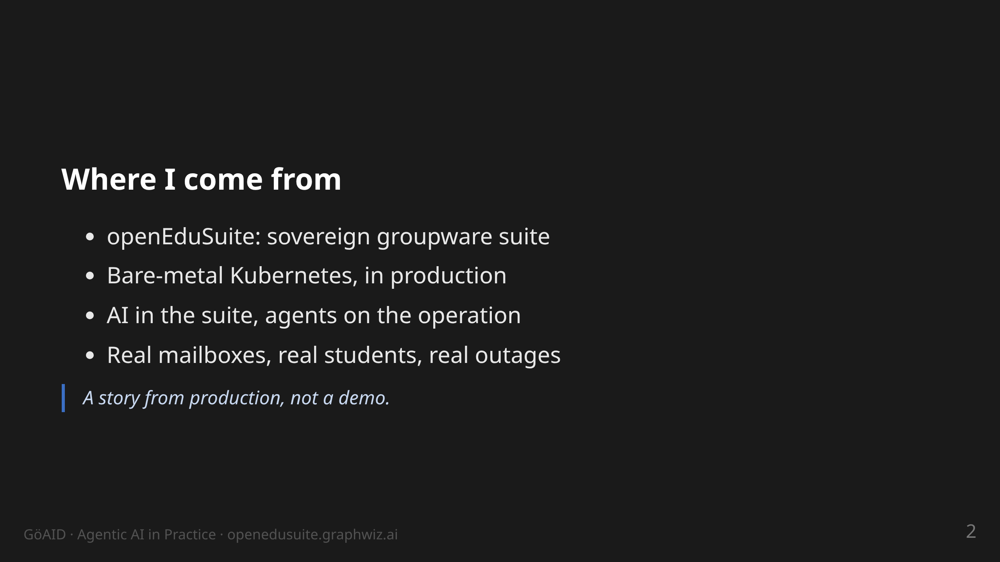 Where I come from
• openEduSuite: sovereign groupware suite
• Bare-metal Kubernetes, in production
• AI in the suite, agents on the operation
• Real mailboxes, real students, real outages
A story from production, not a demo.
GöAID · Agentic AI in Practice · openedusuite.graphwiz.ai
2